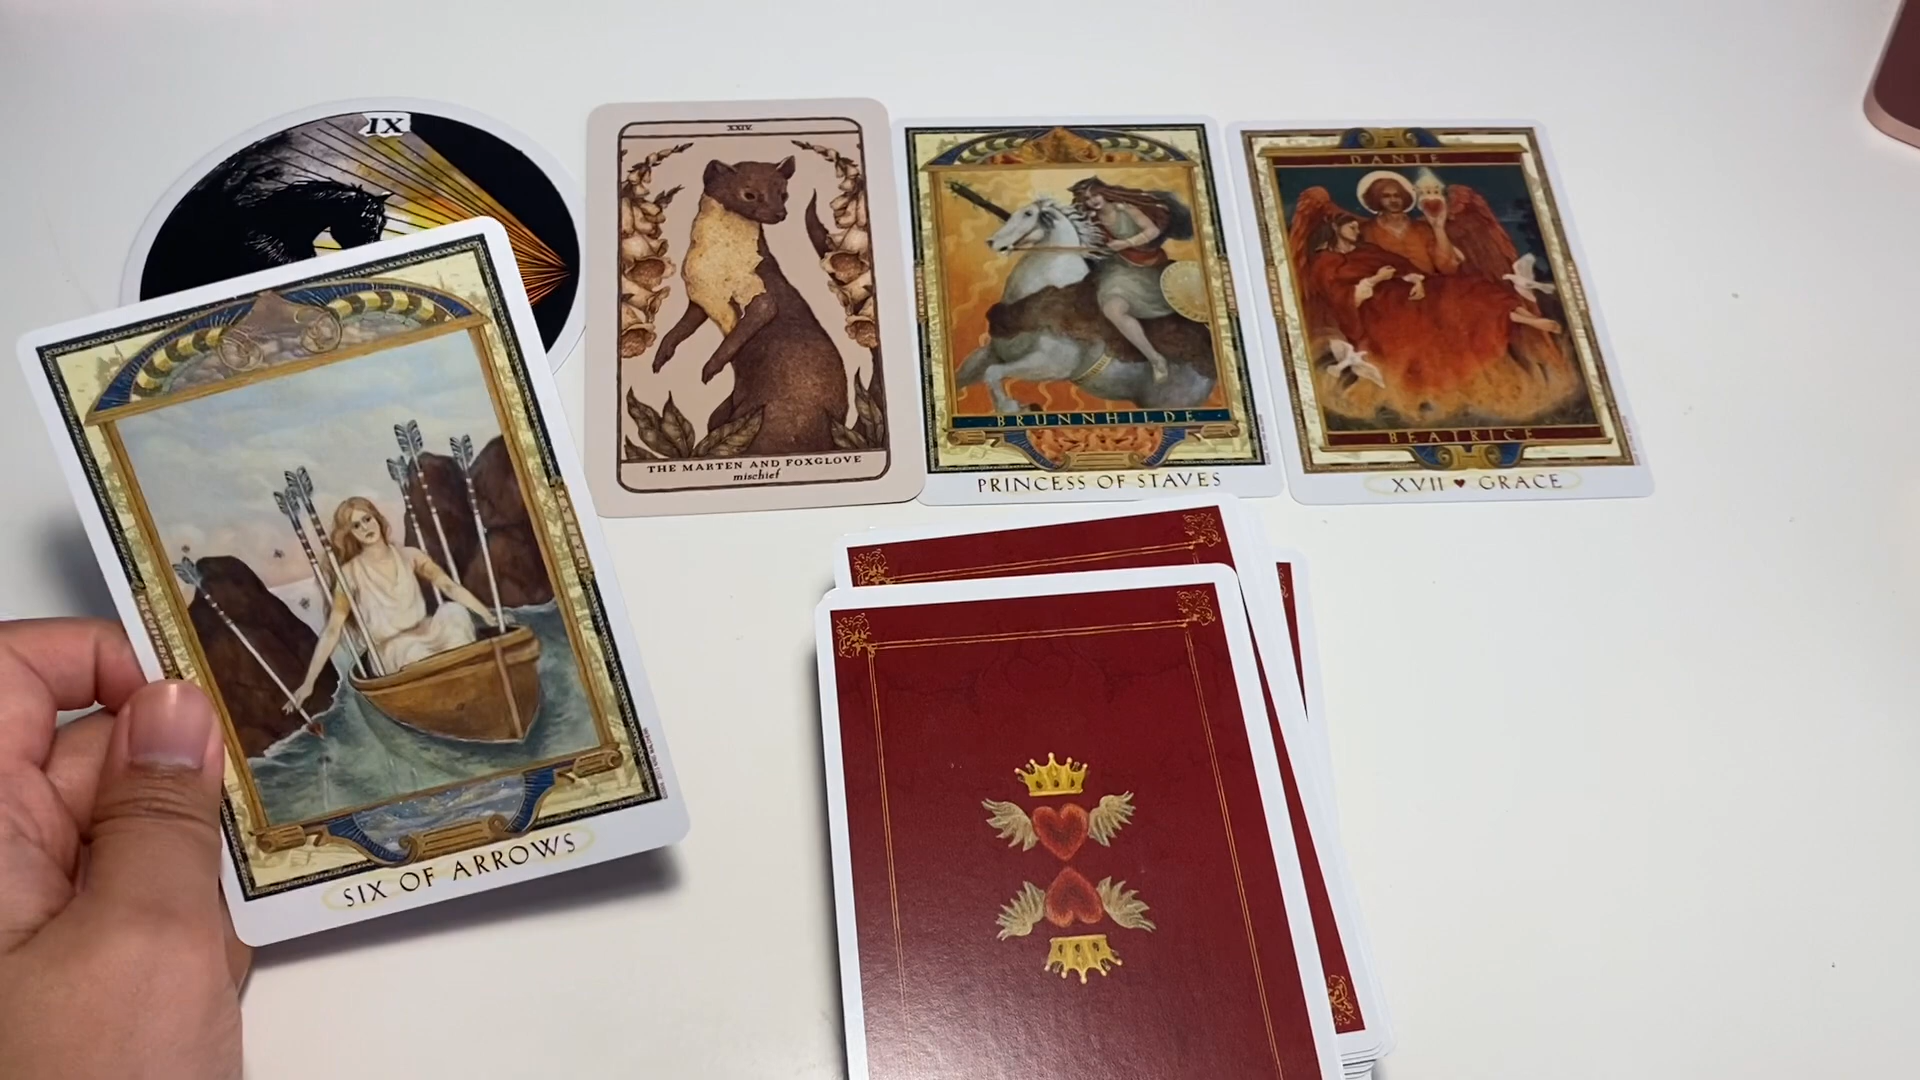 IX
XXIV.
THE MARTEN AND FOXGLOVE
mischief
BRUNNHILDE
PRINCESS OF STAVES
DANTE
BEATRICE
XVII ♥ GRACE
SIX OF ARROWS